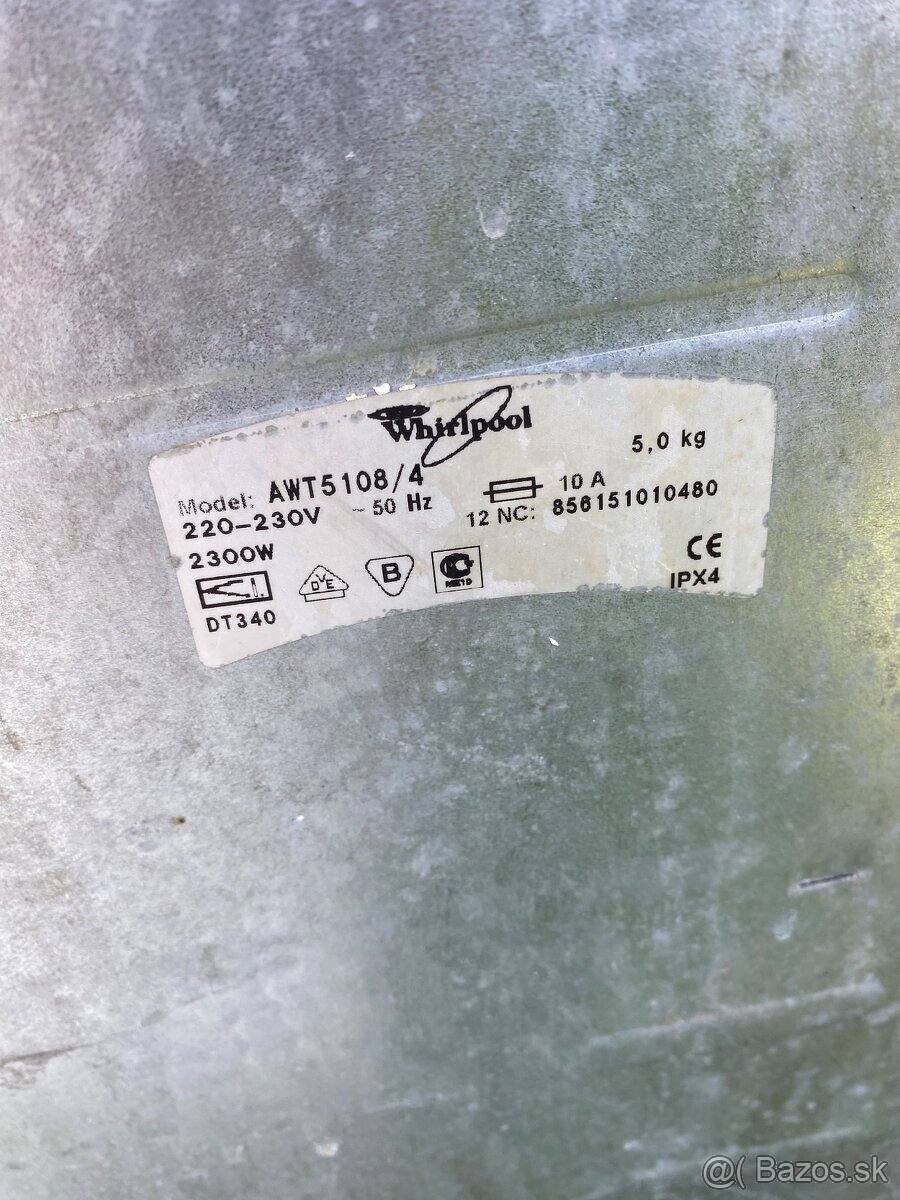 Whirlpool
5,0 kg
Model: AWT5108/4
220-230V ~ 50 Hz
10 A
12 NC: 856151010480
2300W
DVE
B
CE
IPX4
DT340
@( Bazos.sk